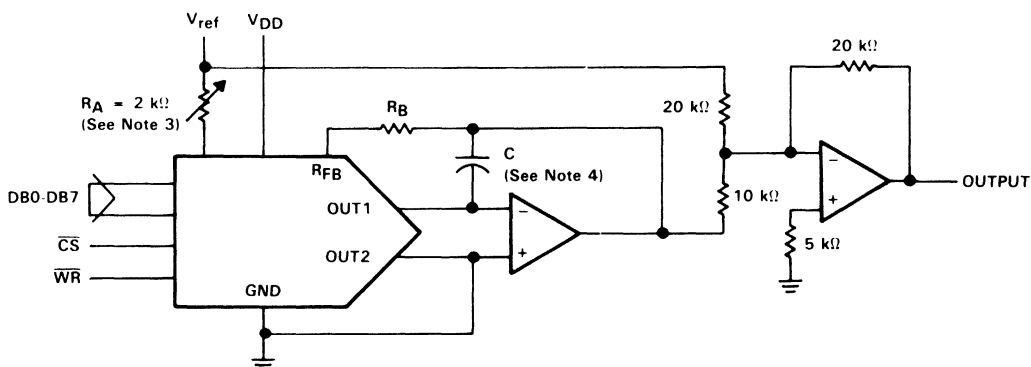 Vref
VDD
20 kΩ
RA = 2 kΩ
(See Note 3)
RB
20 kΩ
RFB
C
(See Note 4)
DB0-DB7
OUT1
−
+
−
+
OUTPUT
10 kΩ
CS
OUT2
5 kΩ
WR
GND